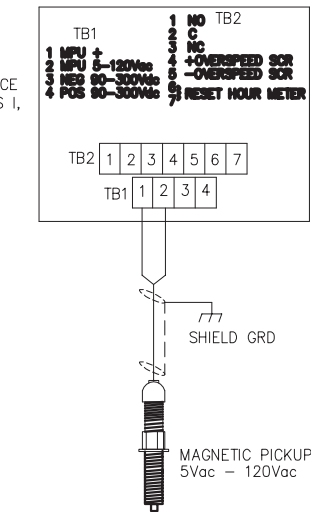 TB1
1 MPU +
2 MPU 5-120Vac
3 NEG 90-300Vdc
4 POS 90-300Vdc
TB2
1 NO
2 C
3 NC
4 +OVERSPEED SCR
5 -OVERSPEED SCR
6
7 RESET HOUR METER
CE
S I,
TB2 1 2 3 4 5 6 7
TB1 1 2 3 4
SHIELD GRD
MAGNETIC PICKUP
5Vac – 120Vac